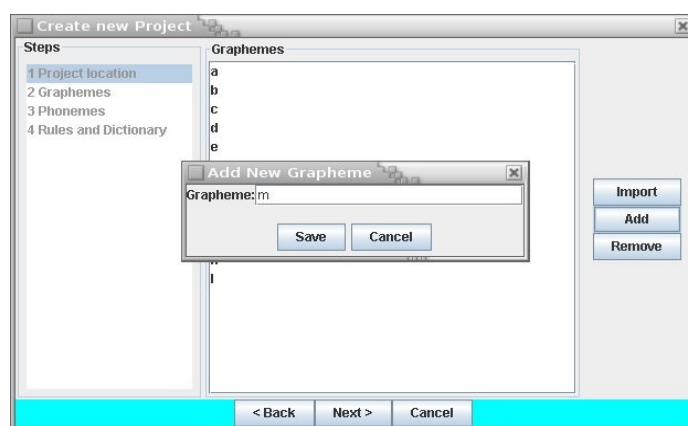 Create new Project
Steps
1 Project location
2 Graphemes
3 Phonemes
4 Rules and Dictionary
Graphemes
a
b
c
d
e
Add New Grapheme
Grapheme: m
Save Cancel
l
Import
Add
Remove
< Back Next > Cancel